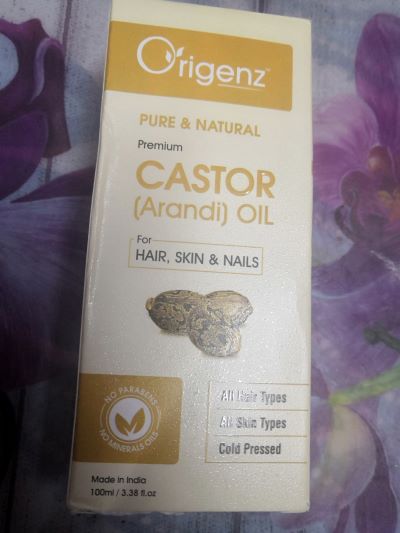 Origenz™
PURE & NATURAL
Premium
CASTOR
(Arandi) OIL
For
HAIR, SKIN & NAILS
NO PARABENS
NO MINERALS OILS
All Hair Types
All Skin Types
Cold Pressed
Made in India
100ml / 3.38 fl.oz